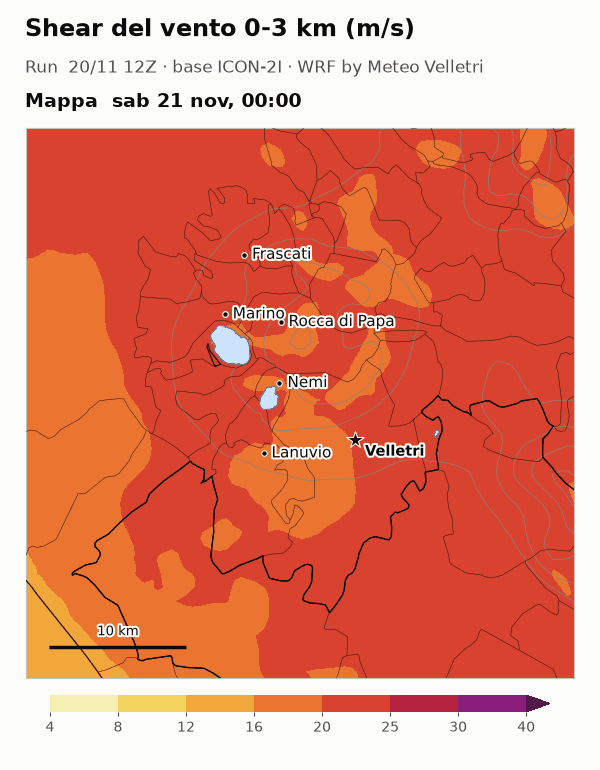 Shear del vento 0-3 km (m/s)
Run  20/11 12Z · base ICON-2I · WRF by Meteo Velletri
Mappa  sab 21 nov, 00:00
Frascati
Marino
Rocca di Papa
Nemi
Velletri
Lanuvio
10 km
4 8 12 16 20 25 30 40